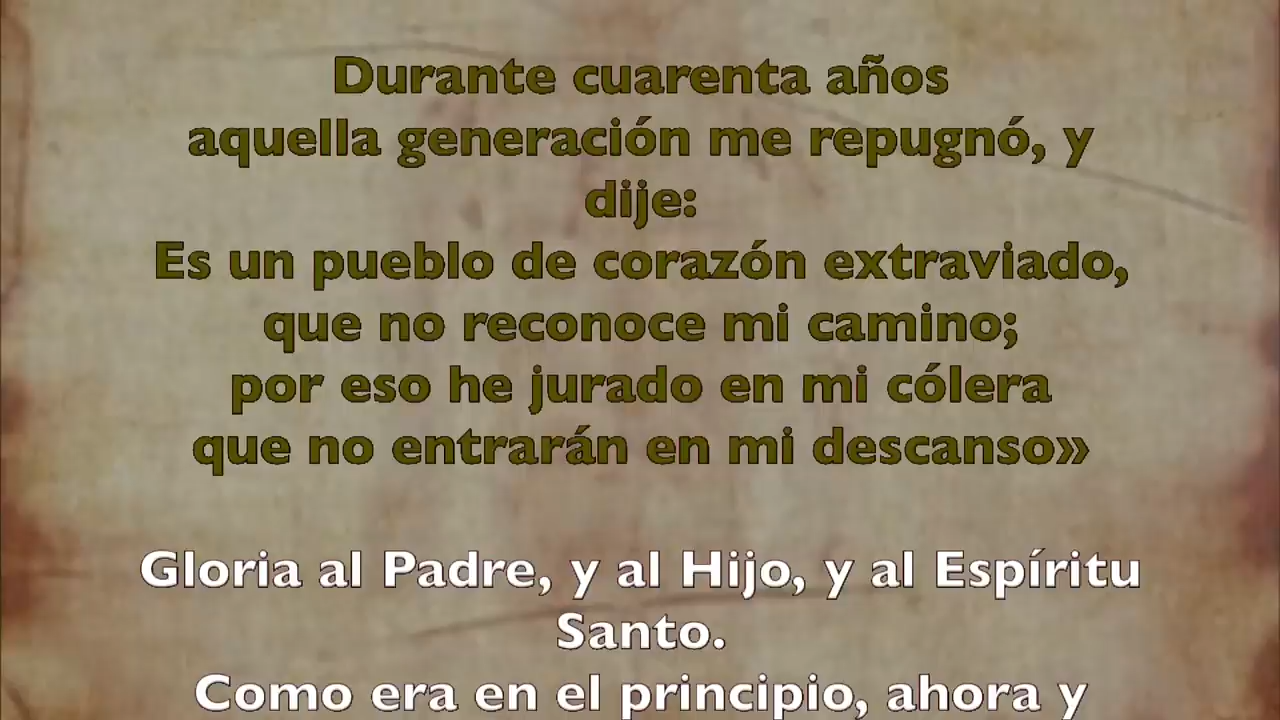 Durante cuarenta años
aquella generación me repugnó, y
dije:
Es un pueblo de corazón extraviado,
que no reconoce mi camino;
por eso he jurado en mi cólera
que no entrarán en mi descanso»
Gloria al Padre, y al Hijo, y al Espíritu
Santo.
Como era en el principio, ahora y